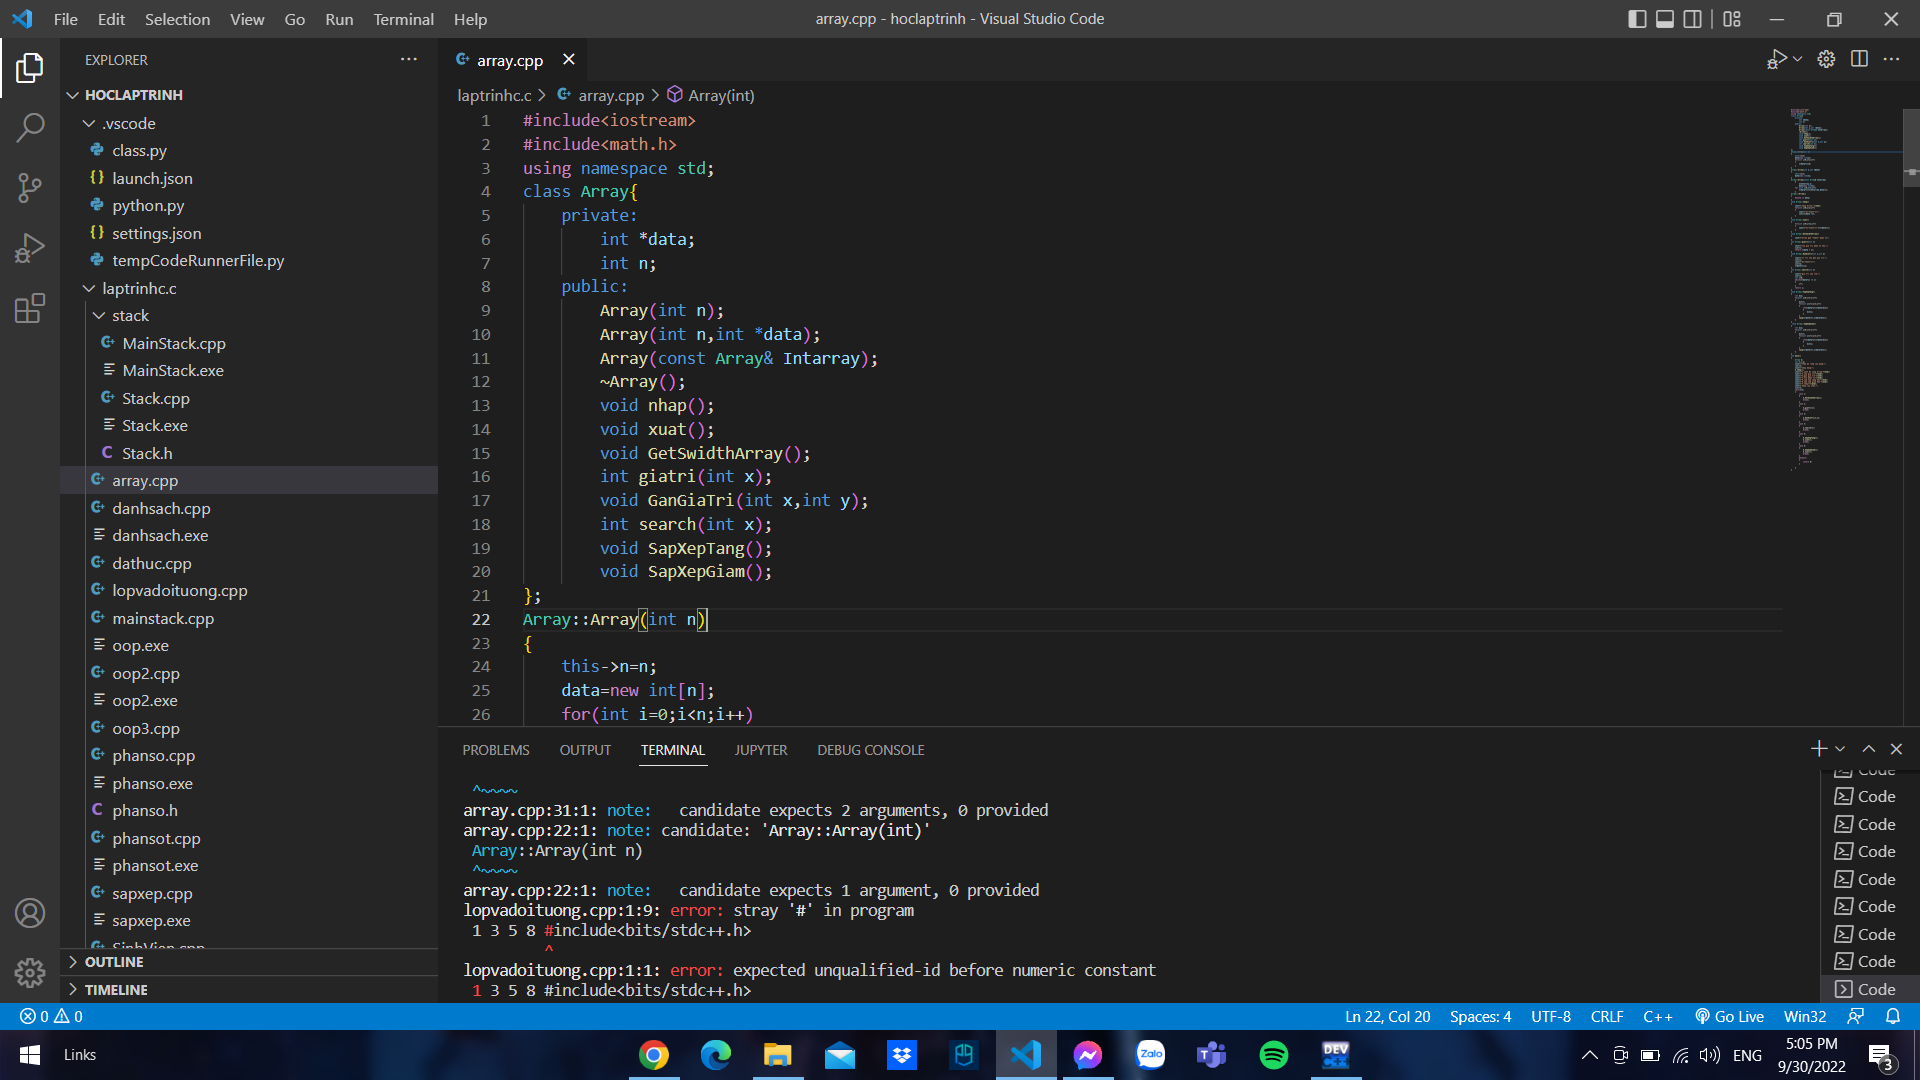 File Edit Selection View Go Run Terminal Help
array.cpp - hoclaptrinh - Visual Studio Code
EXPLORER
HOCLAPTRINH
.vscode
class.py
launch.json
python.py
settings.json
tempCodeRunnerFile.py
laptrinhc.c
stack
MainStack.cpp
MainStack.exe
Stack.cpp
Stack.exe
Stack.h
array.cpp
danhsach.cpp
danhsach.exe
dathuc.cpp
lopvadoituong.cpp
mainstack.cpp
oop.exe
oop2.cpp
oop2.exe
oop3.cpp
phanso.cpp
phanso.exe
phanso.h
phansot.cpp
phansot.exe
sapxep.cpp
sapxep.exe
SinhVien.cpp
OUTLINE
TIMELINE
array.cpp
laptrinhc.c > array.cpp > Array(int)
1 #include<iostream>
2 #include<math.h>
3 using namespace std;
4 class Array{
5 private:
6 int *data;
7 int n;
8 public:
9 Array(int n);
10 Array(int n,int *data);
11 Array(const Array& Intarray);
12 ~Array();
13 void nhap();
14 void xuat();
15 void GetSwidthArray();
16 int giatri(int x);
17 void GanGiaTri(int x,int y);
18 int search(int x);
19 void SapXepTang();
20 void SapXepGiam();
21 };
22 Array::Array(int n)
23 {
24 this->n=n;
25 data=new int[n];
26 for(int i=0;i<n;i++)
PROBLEMS OUTPUT TERMINAL JUPYTER DEBUG CONSOLE
^~~~~
array.cpp:31:1: note: candidate expects 2 arguments, 0 provided
array.cpp:22:1: note: candidate: 'Array::Array(int)'
Array::Array(int n)
^~~~~
array.cpp:22:1: note: candidate expects 1 argument, 0 provided
lopvadoituong.cpp:1:9: error: stray '#' in program
1 3 5 8 #include<bits/stdc++.h>
^
lopvadoituong.cpp:1:1: error: expected unqualified-id before numeric constant
1 3 5 8 #include<bits/stdc++.h>
Code
Code
Code
Code
Code
Code
Code
Code
Code
0 0
Ln 22, Col 20 Spaces: 4 UTF-8 CRLF C++ Go Live Win32
Links
Zalo
DEV C++
ENG
5:05 PM
9/30/2022
3